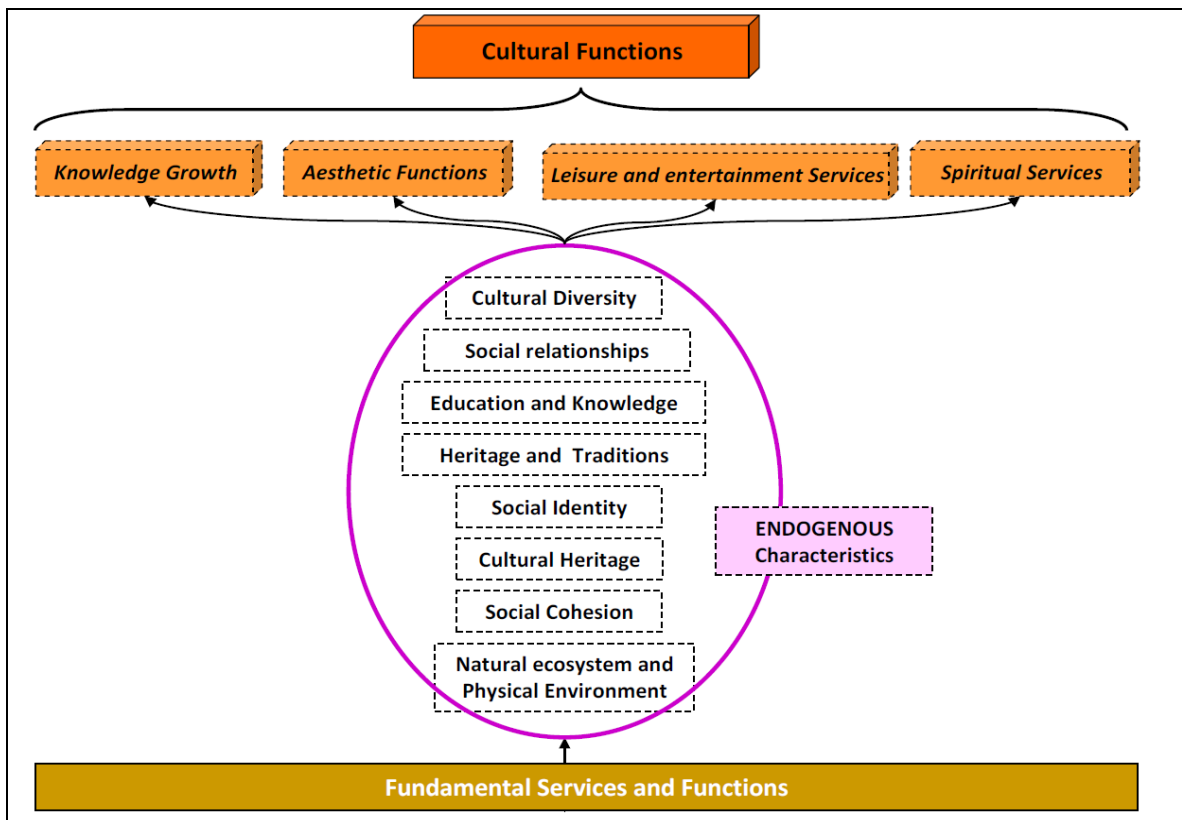 Cultural Functions
Knowledge Growth
Aesthetic Functions
Leisure and entertainment Services
Spiritual Services
Cultural Diversity
Social relationships
Education and Knowledge
Heritage and Traditions
Social Identity
ENDOGENOUS
Characteristics
Cultural Heritage
Social Cohesion
Natural ecosystem and
Physical Environment
Fundamental Services and Functions